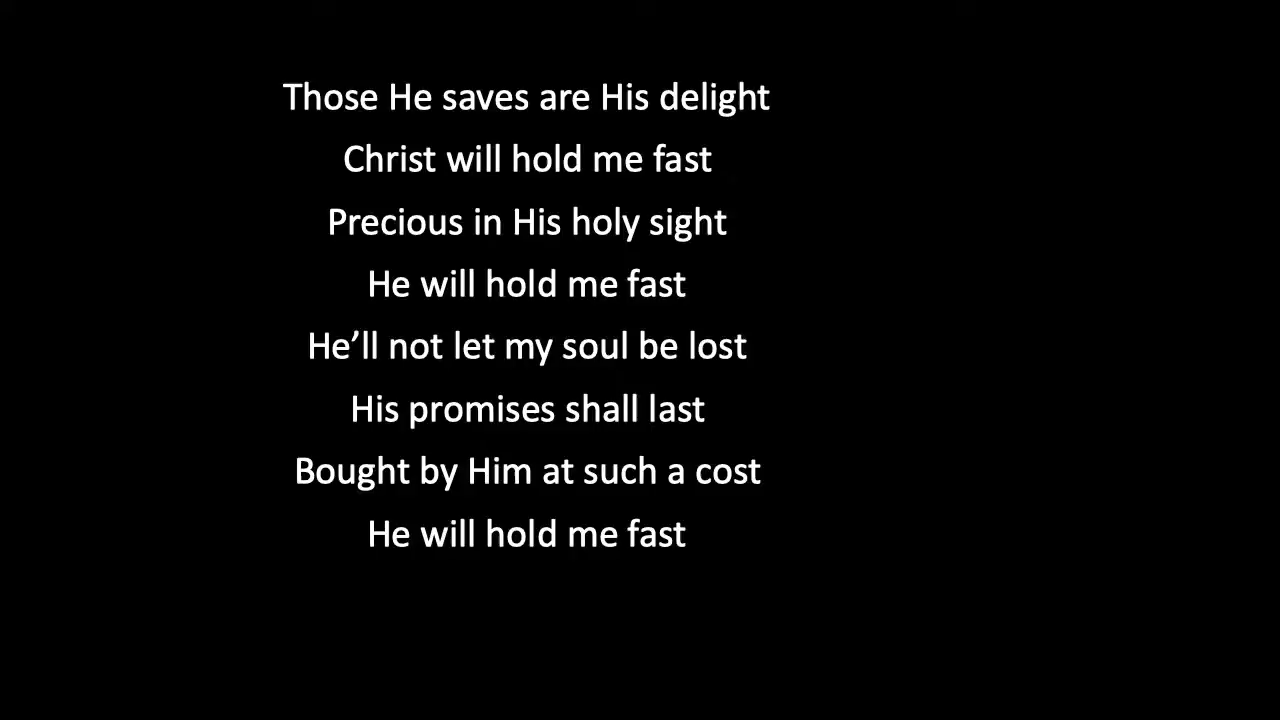 Those He saves are His delight
Christ will hold me fast
Precious in His holy sight
He will hold me fast
He’ll not let my soul be lost
His promises shall last
Bought by Him at such a cost
He will hold me fast